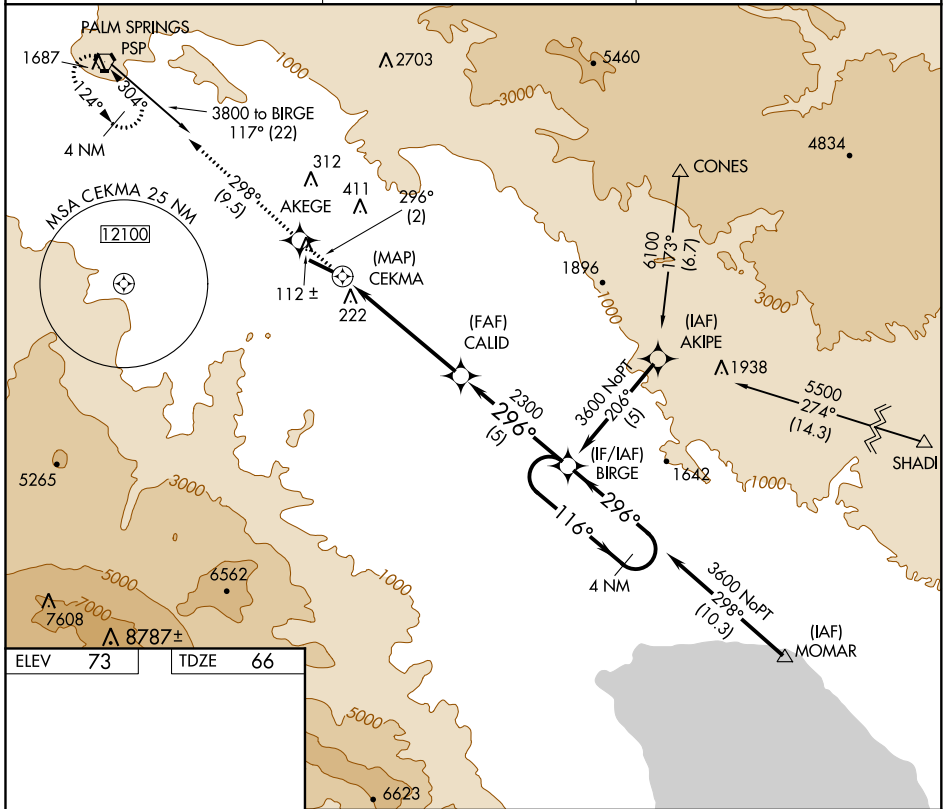 PALM SPRINGS
PSP
1687
124°
304°
4 NM
3800 to BIRGE
117° (22)
1000
2703
5460
3000
4834
CONES
312
411
298°
(9.5)
AKEGE
296°
(2)
(MAP)
CEKMA
112 ±
222
MSA CEKMA 25 NM
12100
6100
173°
(6.7)
1896
1000
3000
(IAF)
AKIPE
1938
5500
274°
(14.3)
SHADI
(FAF)
CALID
3600 NoPT
206°
(5)
2300
296°
(5)
(IF/IAF)
BIRGE
1642
1000
296°
116°
4 NM
3600 NoPT
298°
(10.3)
(IAF)
MOMAR
5265
3000
1000
5000
6562
7000
7608
8787±
ELEV 73
TDZE 66
5000
6623